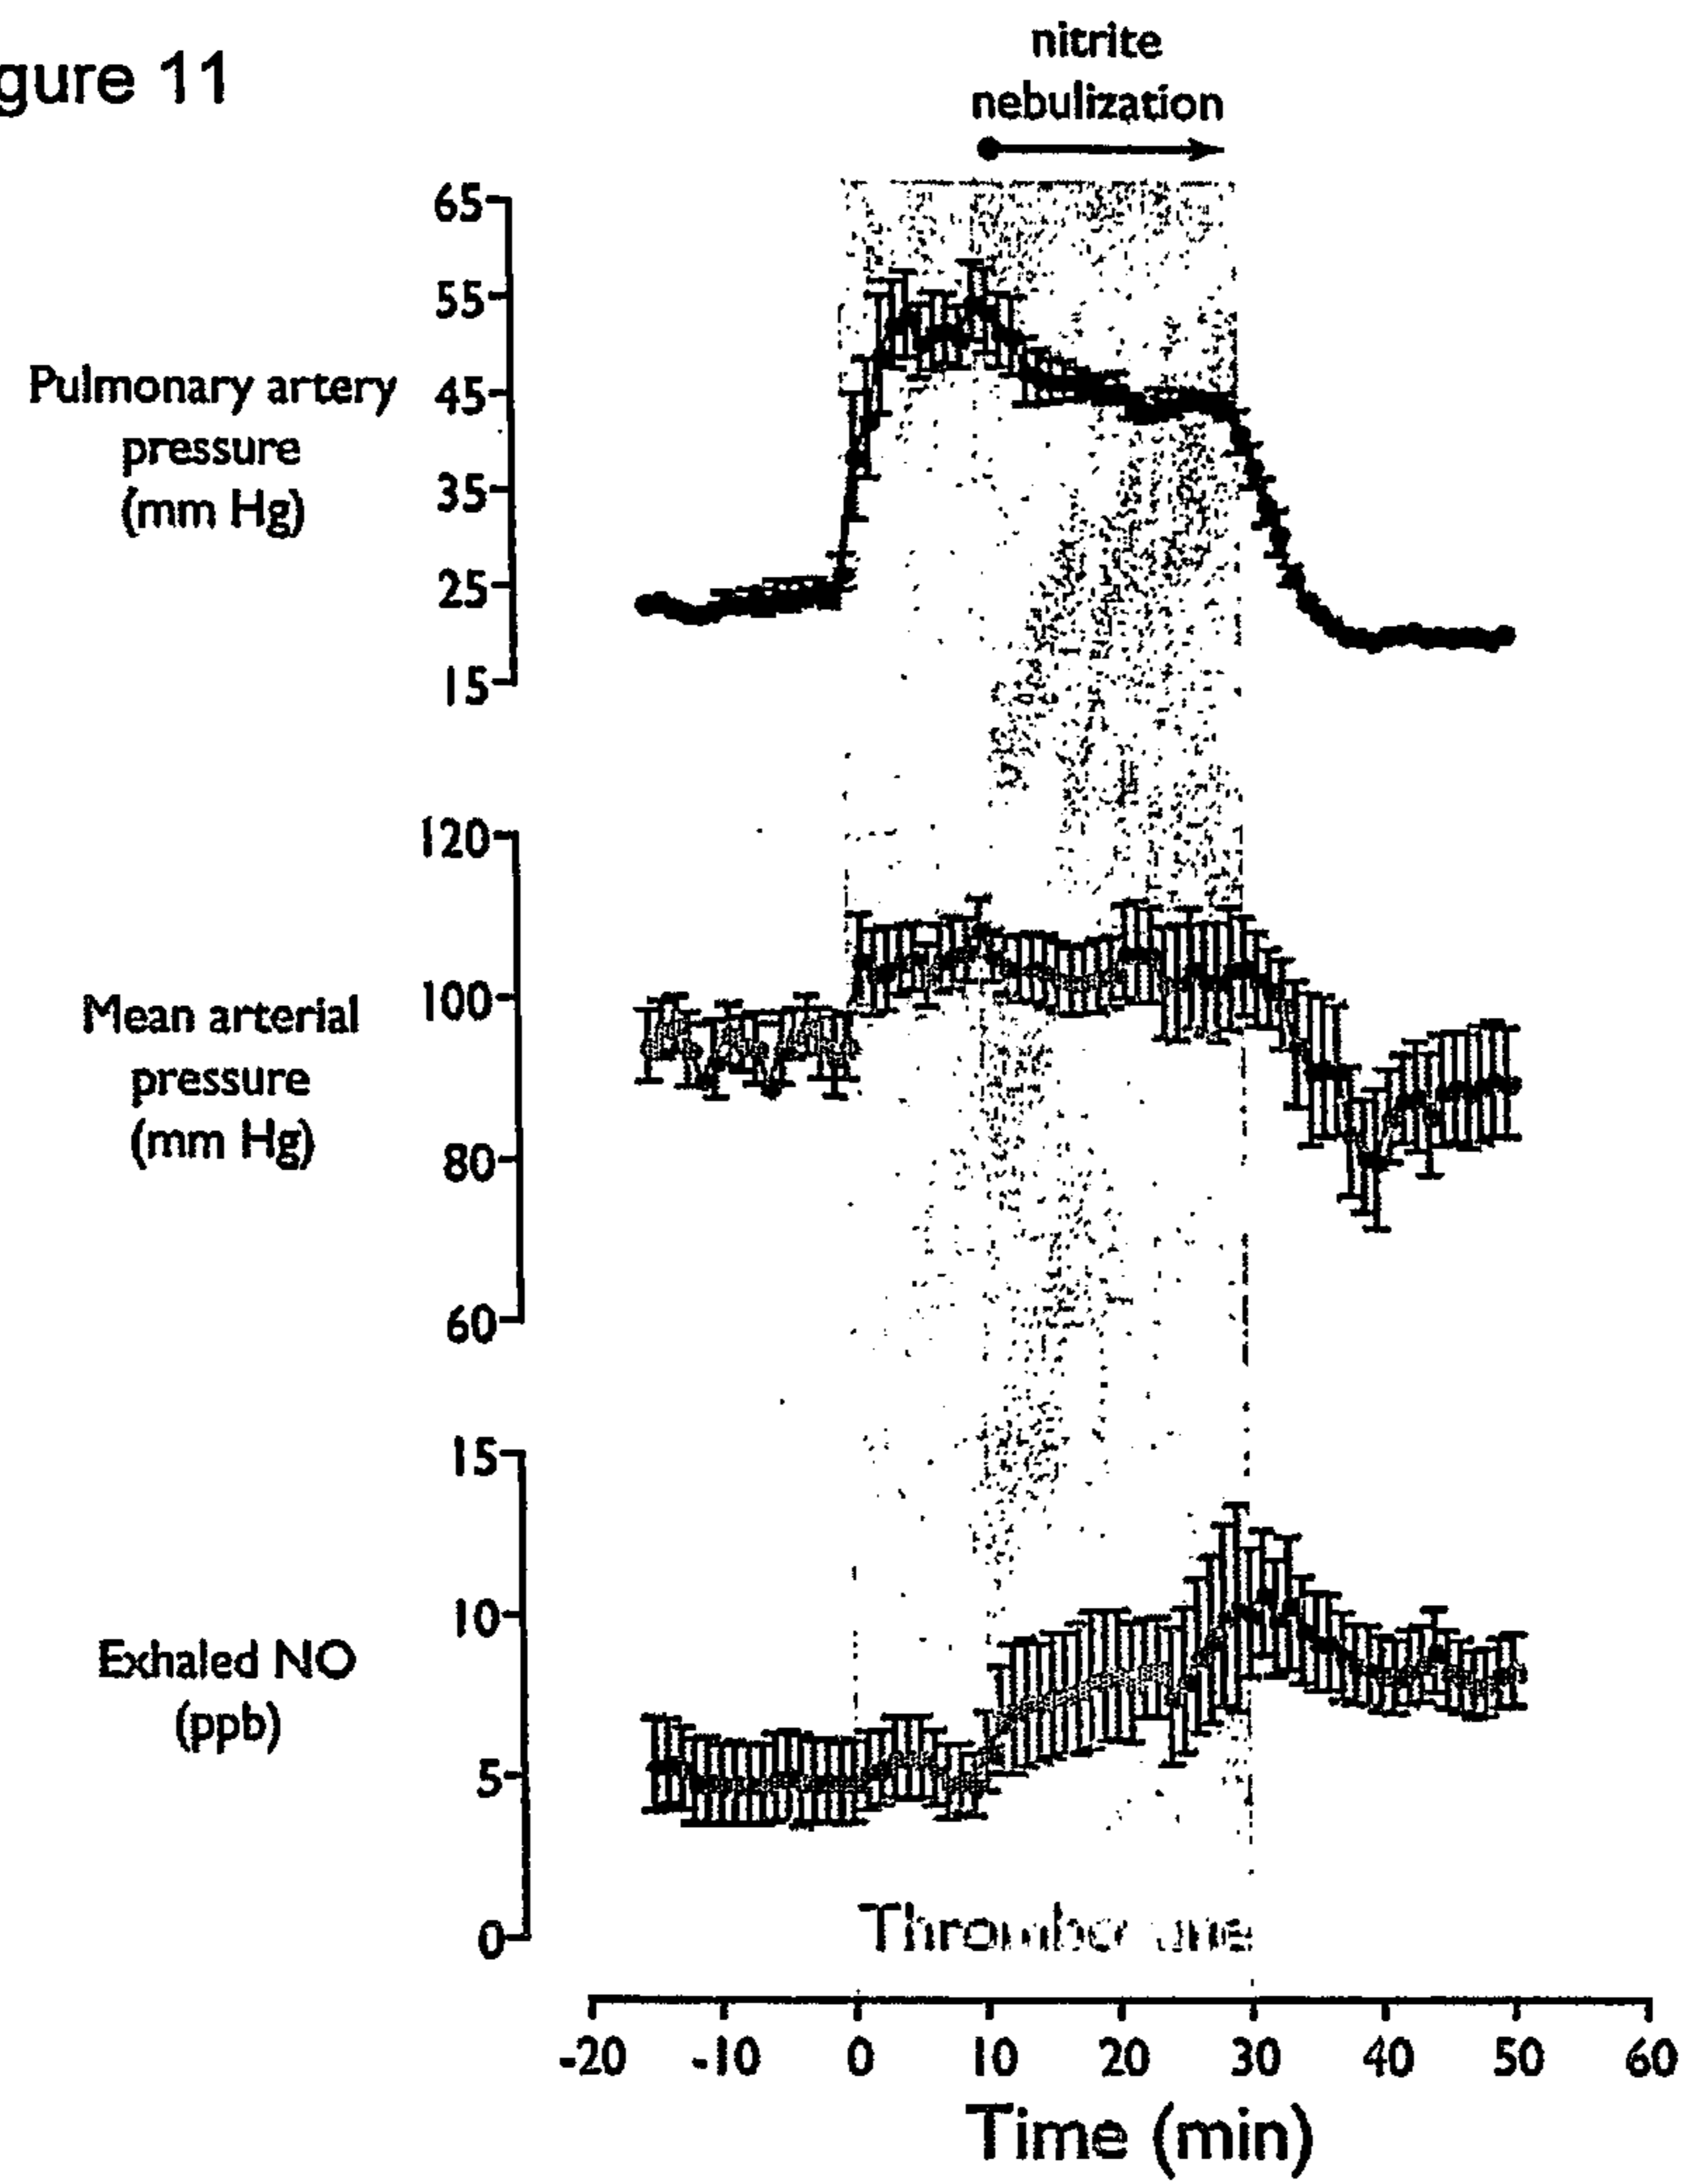 gure 11
nitrite
nebulization
65
55
Pulmonary artery
45
pressure
35
(mm Hg)
25
15
120
Mean arterial
100
pressure
(mm Hg)
80
60
15
10
Exhaled NO
(ppb)
5
0
-20 -10 0 10 20 30 40 50 60
Time (min)